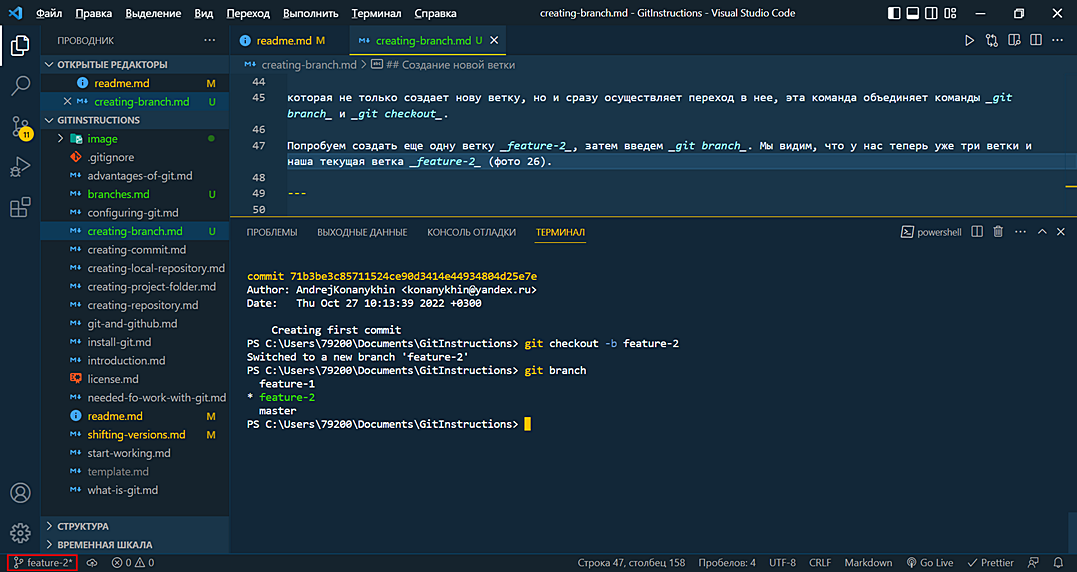 Файл Правка Выделение Вид Переход Выполнить Терминал Справка creating-branch.md - GitInstructions - Visual Studio Code
ПРОВОДНИК
ОТКРЫТЫЕ РЕДАКТОРЫ
readme.md M
creating-branch.md U
GITINSTRUCTIONS
image
.gitignore
advantages-of-git.md
branches.md U
configuring-git.md
creating-branch.md U
creating-commit.md
creating-local-repository.md
creating-project-folder.md
creating-repository.md
git-and-github.md
install-git.md
introduction.md
license.md
needed-fo-work-with-git.md
readme.md M
shifting-versions.md M
start-working.md
template.md
what-is-git.md
СТРУКТУРА
ВРЕМЕННАЯ ШКАЛА
11
readme.md M creating-branch.md U
creating-branch.md > ## Создание новой ветки
44
45 которая не только создает нову ветку, но и сразу осуществляет переход в нее, эта команда объединяет команды _git
branch_ и _git checkout_.
46
47 Попробуем создать еще одну ветку _feature-2_, затем введем _git branch_. Мы видим, что у нас теперь уже три ветки и
наша текущая ветка _feature-2_ (фото 26).
48
49 ---
50
ПРОБЛЕМЫ ВЫХОДНЫЕ ДАННЫЕ КОНСОЛЬ ОТЛАДКИ ТЕРМИНАЛ powershell
commit 71b3be3c85711524ce90d3414e44934804d25e7e
Author: AndrejKonanykhin <konanykhin@yandex.ru>
Date: Thu Oct 27 10:13:39 2022 +0300
Creating first commit
PS C:\Users\79200\Documents\GitInstructions> git checkout -b feature-2
Switched to a new branch 'feature-2'
PS C:\Users\79200\Documents\GitInstructions> git branch
feature-1
* feature-2
master
PS C:\Users\79200\Documents\GitInstructions>
feature-2* 0 0 Строка 47, столбец 158 Пробелов: 4 UTF-8 CRLF Markdown Go Live Prettier